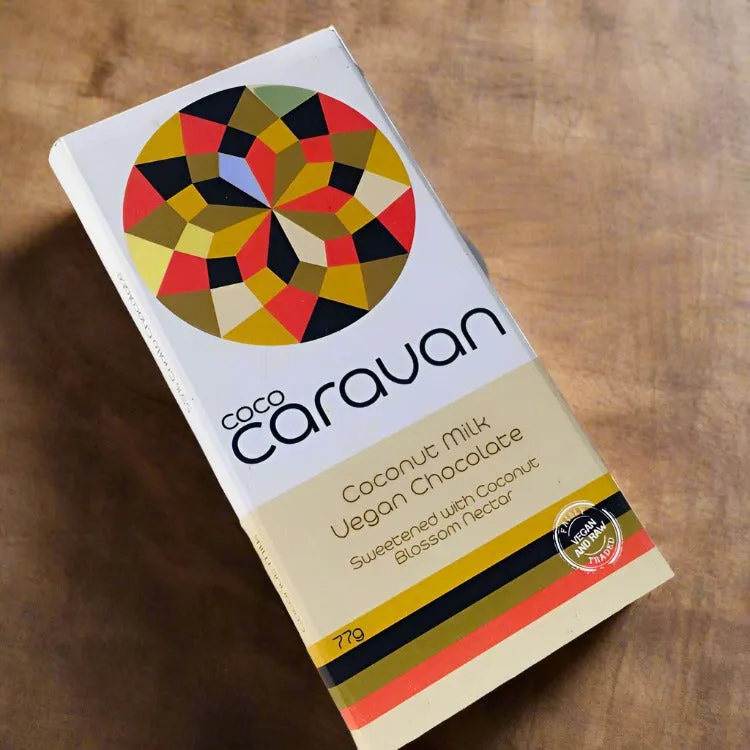 coco
caravan
Coconut Milk
Vegan Chocolate
Sweetened with Coconut
Blossom Nectar
77g
VEGAN
AND RAW
TRADED